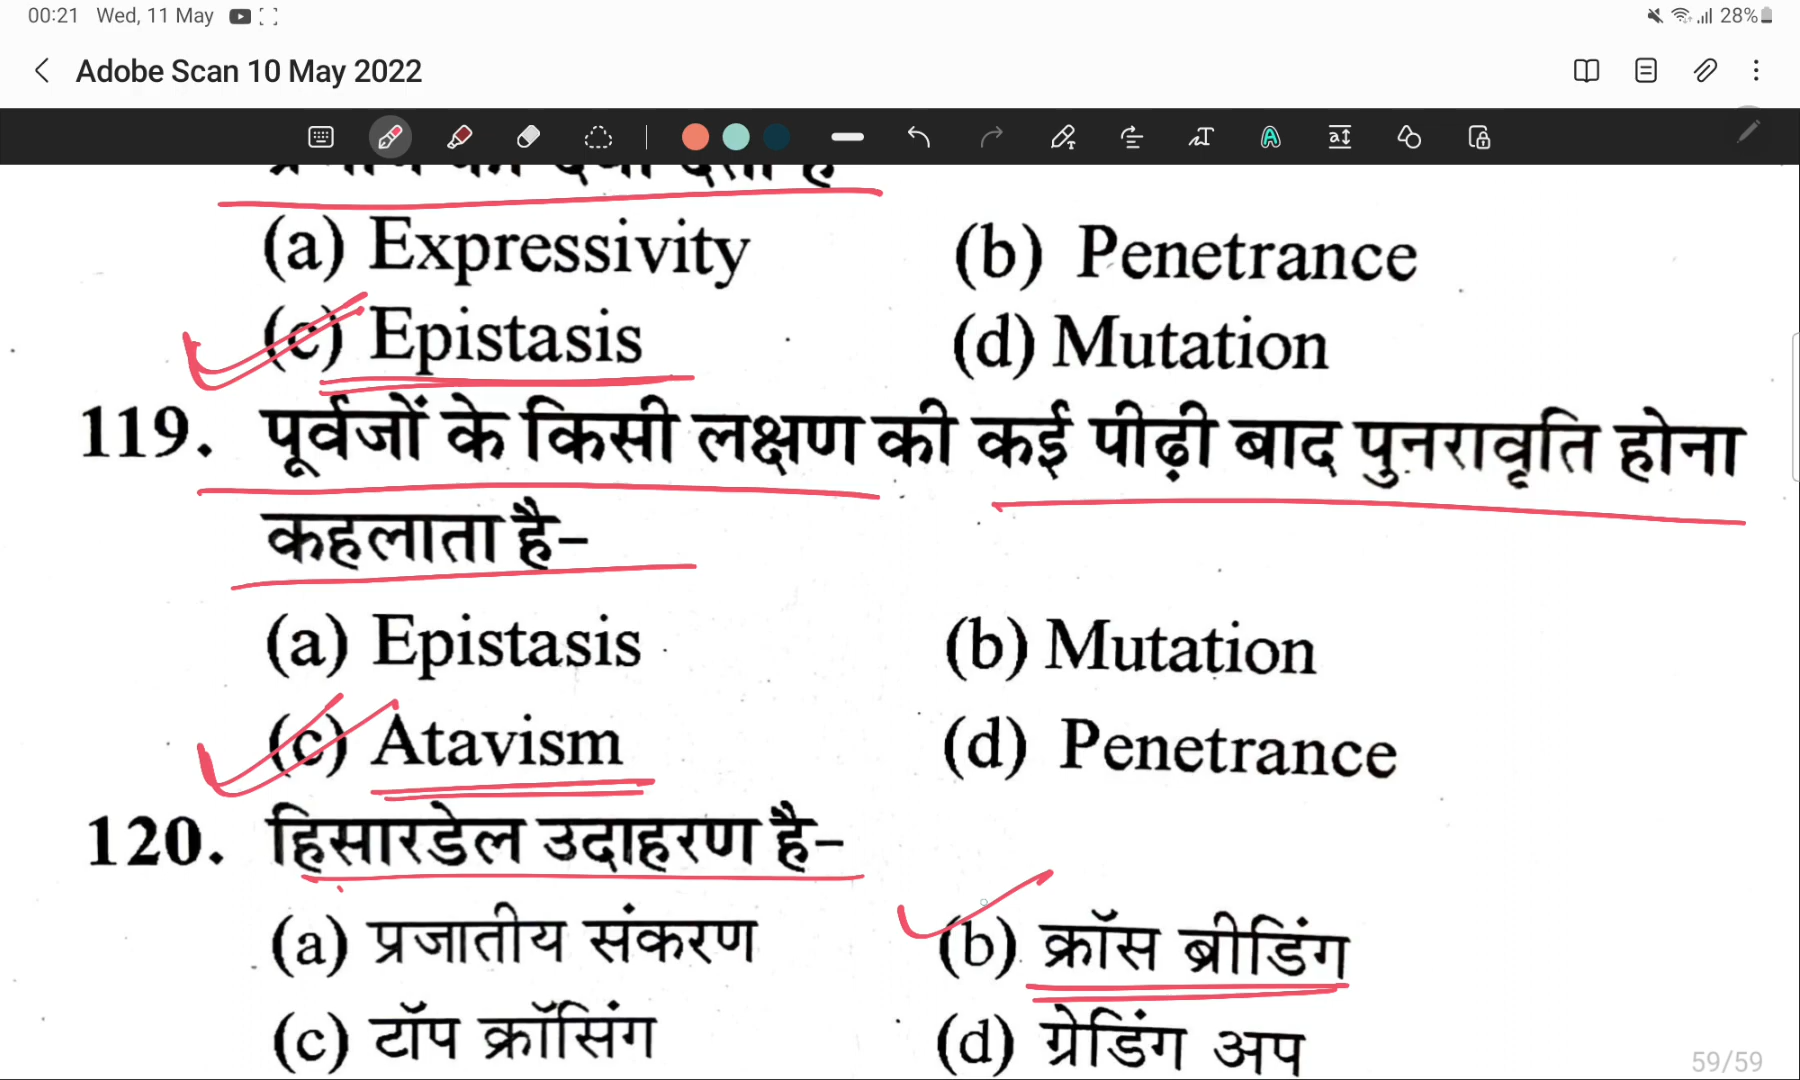 00:21 Wed, 11 May 28%
Adobe Scan 10 May 2022
(a) Expressivity (b) Penetrance
(c) Epistasis (d) Mutation
119. पूर्वजों के किसी लक्षण की कई पीढ़ी बाद पुनरावृति होना
कहलाता है–
(a) Epistasis (b) Mutation
(c) Atavism (d) Penetrance
120. हिसारडेल उदाहरण है–
(a) प्रजातीय संकरण (b) क्रॉस ब्रीडिंग
(c) टॉप क्रॉसिंग (d) ग्रेडिंग अप
59/59